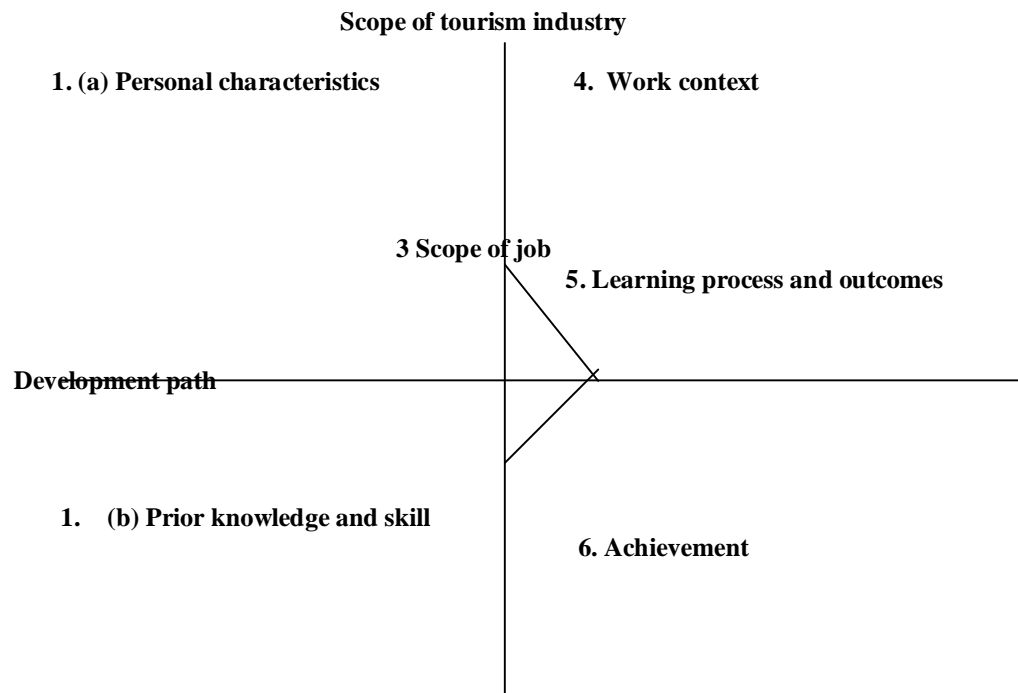 Scope of tourism industry
1. (a) Personal characteristics
4. Work context
3 Scope of job
5. Learning process and outcomes
Development path
1. (b) Prior knowledge and skill
6. Achievement